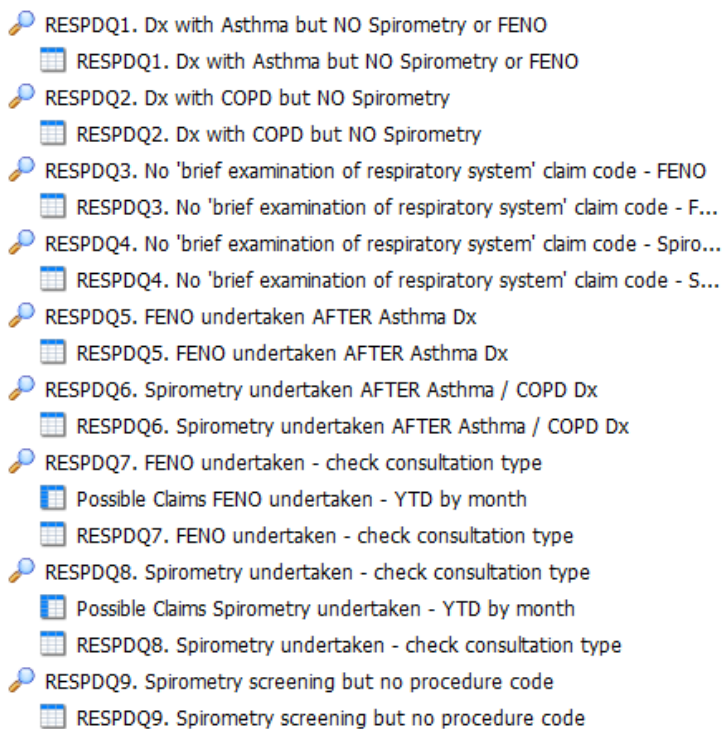 RESPDQ1. Dx with Asthma but NO Spirometry or FENO
RESPDQ1. Dx with Asthma but NO Spirometry or FENO
RESPDQ2. Dx with COPD but NO Spirometry
RESPDQ2. Dx with COPD but NO Spirometry
RESPDQ3. No 'brief examination of respiratory system' claim code - FENO
RESPDQ3. No 'brief examination of respiratory system' claim code - F...
RESPDQ4. No 'brief examination of respiratory system' claim code - Spiro...
RESPDQ4. No 'brief examination of respiratory system' claim code - S...
RESPDQ5. FENO undertaken AFTER Asthma Dx
RESPDQ5. FENO undertaken AFTER Asthma Dx
RESPDQ6. Spirometry undertaken AFTER Asthma / COPD Dx
RESPDQ6. Spirometry undertaken AFTER Asthma / COPD Dx
RESPDQ7. FENO undertaken - check consultation type
Possible Claims FENO undertaken - YTD by month
RESPDQ7. FENO undertaken - check consultation type
RESPDQ8. Spirometry undertaken - check consultation type
Possible Claims Spirometry undertaken - YTD by month
RESPDQ8. Spirometry undertaken - check consultation type
RESPDQ9. Spirometry screening but no procedure code
RESPDQ9. Spirometry screening but no procedure code